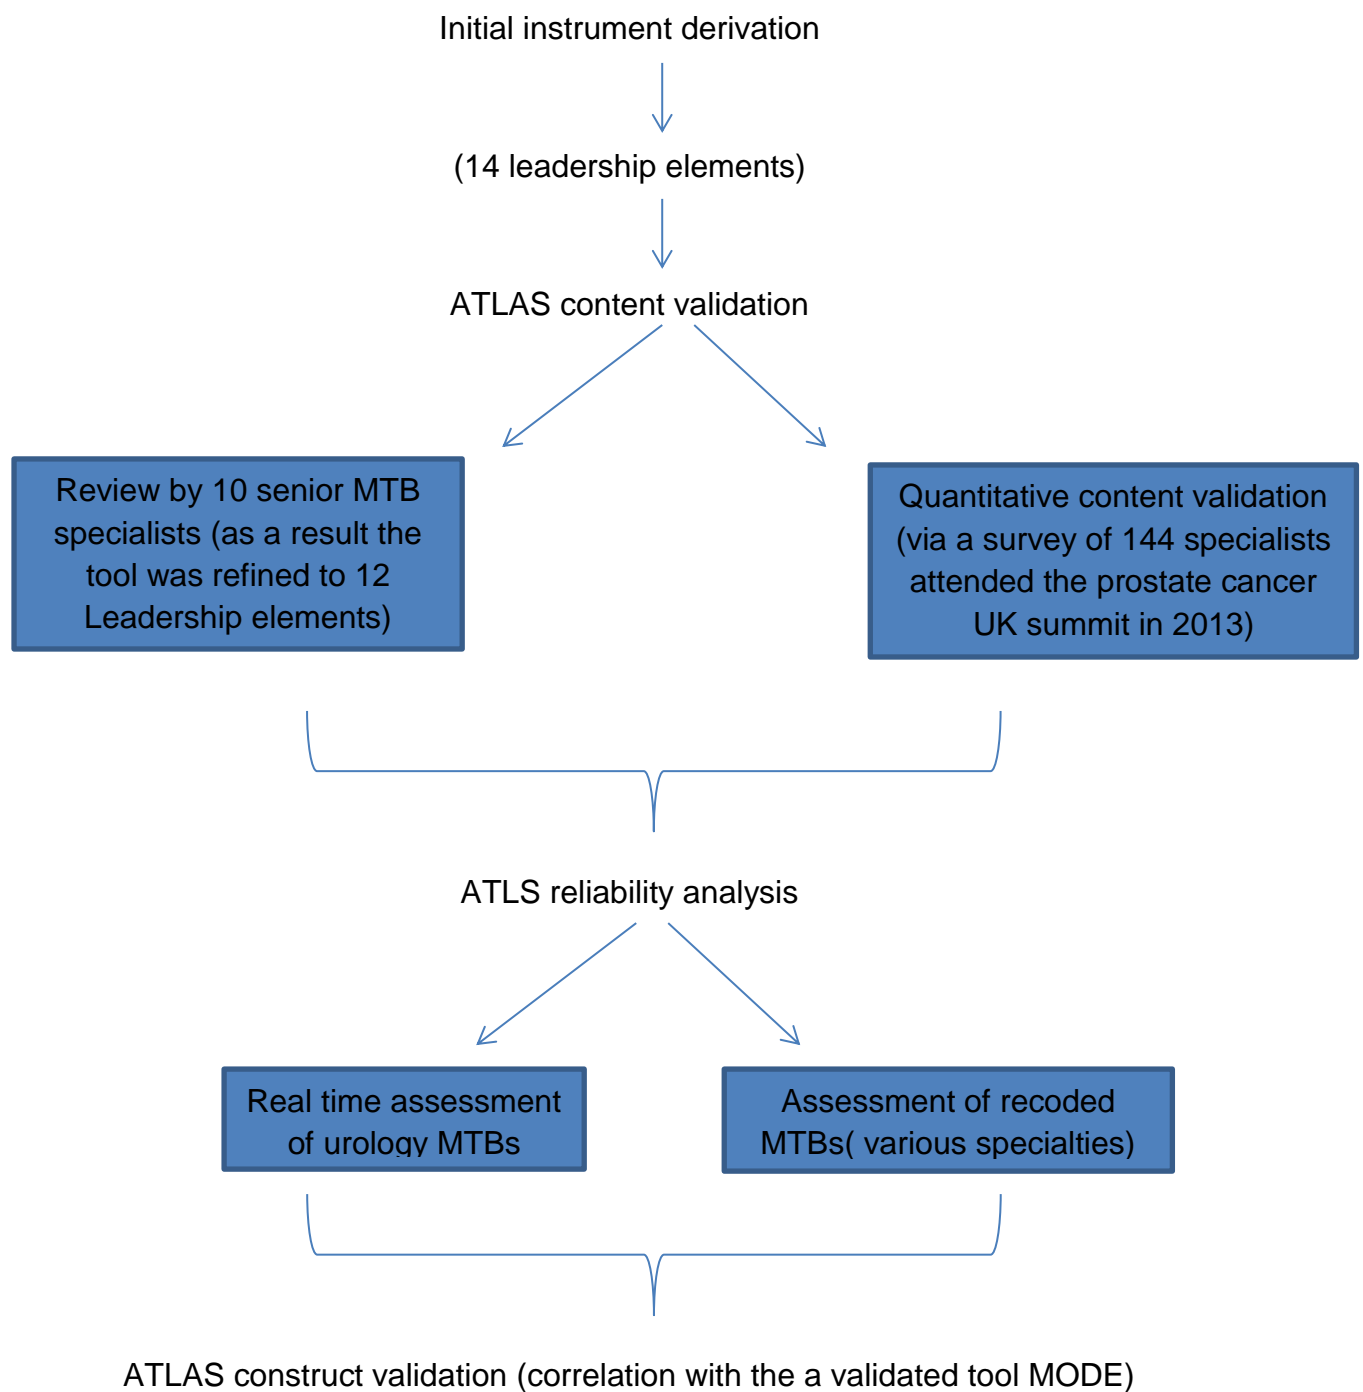 Initial instrument derivation
(14 leadership elements)
ATLAS content validation
Review by 10 senior MTB
specialists (as a result the
tool was refined to 12
Leadership elements)
Quantitative content validation
(via a survey of 144 specialists
attended the prostate cancer
UK summit in 2013)
ATLS reliability analysis
Real time assessment
of urology MTBs
Assessment of recoded
MTBs( various specialties)
ATLAS construct validation (correlation with the a validated tool MODE)